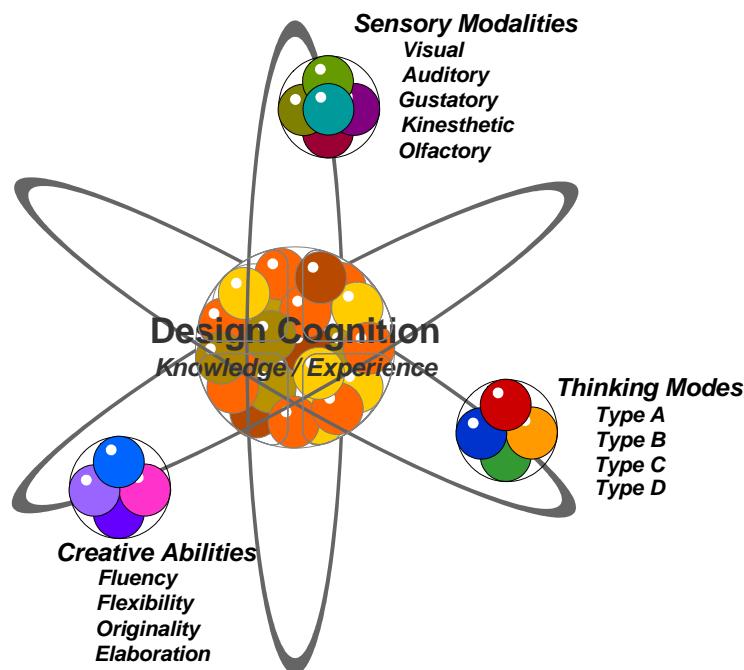 Sensory Modalities
Visual
Auditory
Gustatory
Kinesthetic
Olfactory
Design Cognition
Knowledge / Experience
Thinking Modes
Type A
Type B
Type C
Type D
Creative Abilities
Fluency
Flexibility
Originality
Elaboration